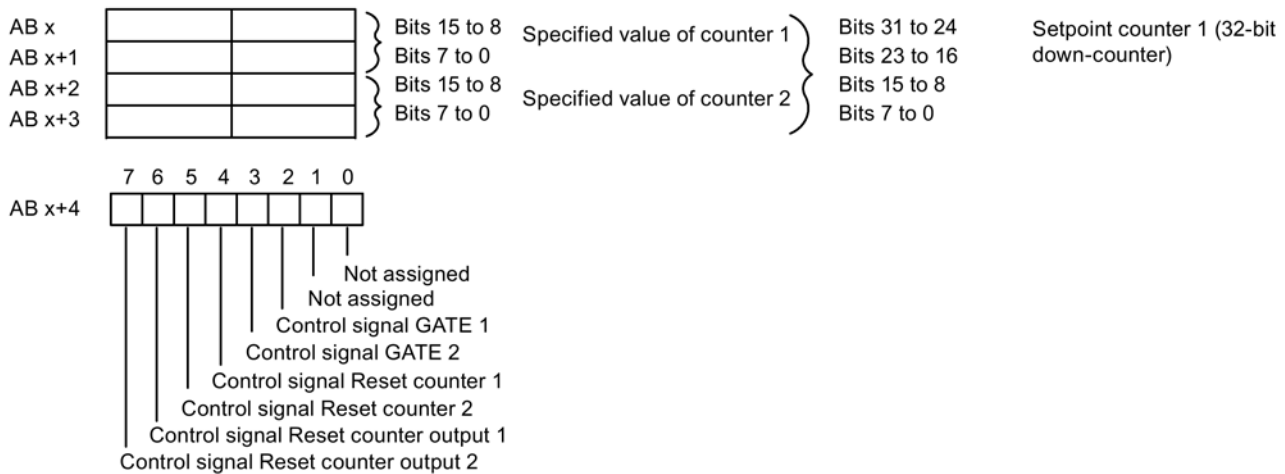 AB x Bits 15 to 8 Specified value of counter 1 Bits 31 to 24 Setpoint counter 1 (32-bit
AB x+1 Bits 7 to 0 Bits 23 to 16 down-counter)
AB x+2 Bits 15 to 8 Specified value of counter 2 Bits 15 to 8
AB x+3 Bits 7 to 0 Bits 7 to 0
7 6 5 4 3 2 1 0
AB x+4
Not assigned
Not assigned
Control signal GATE 1
Control signal GATE 2
Control signal Reset counter 1
Control signal Reset counter 2
Control signal Reset counter output 1
Control signal Reset counter output 2